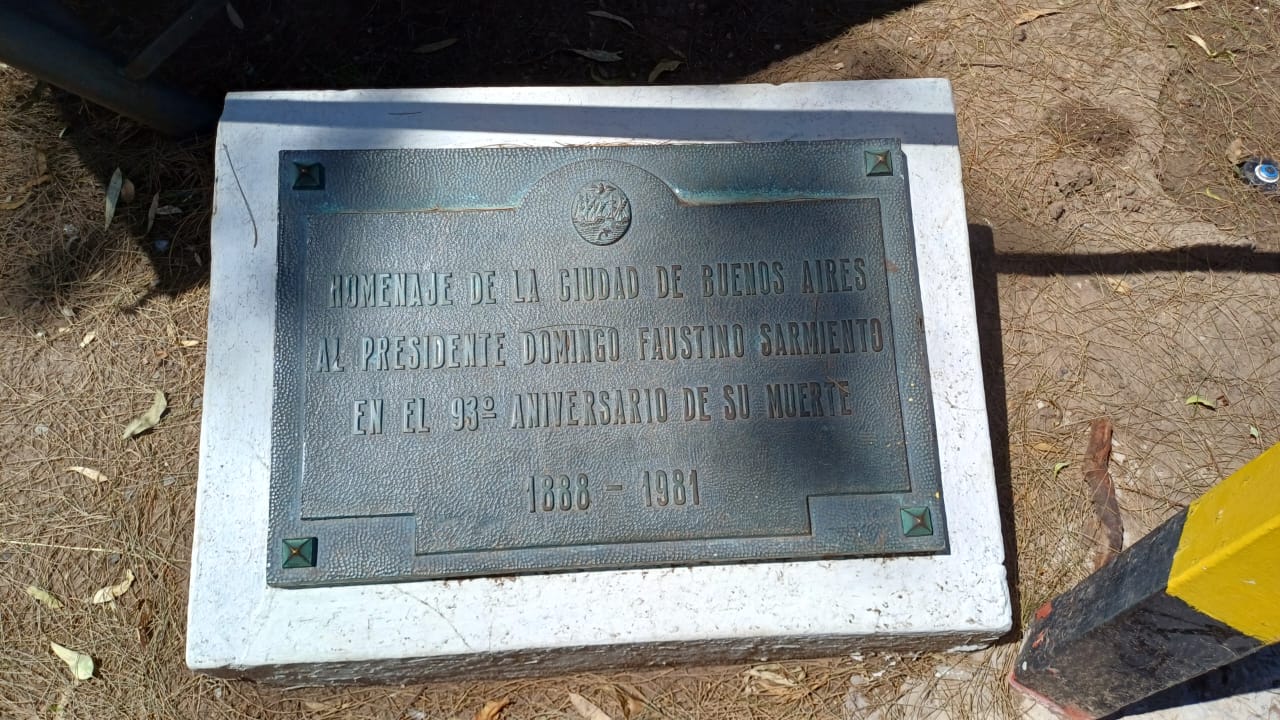 HOMENAJE DE LA CIUDAD DE BUENOS AIRES
AL PRESIDENTE DOMINGO FAUSTINO SARMIENTO
EN EL 93º ANIVERSARIO DE SU MUERTE
1888 - 1981